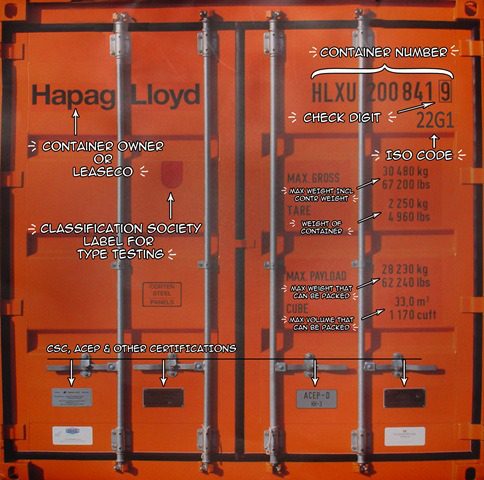 CONTAINER NUMBER
Hapag-Lloyd
HLXU 200 841 9
CHECK DIGIT
22G1
CONTAINER OWNER
OR
LEASECO
ISO CODE
MAX. GROSS
30 480 kg
67 200 lbs
MAX WEIGHT INCL
CONTR WEIGHT
TARE
2 250 kg
4 960 lbs
WEIGHT OF
CONTAINER
CLASSIFICATION SOCIETY
LABEL FOR
TYPE TESTING
MAX. PAYLOAD
28 230 kg
62 240 lbs
MAX WEIGHT THAT
CAN BE PACKED
CUBE
33,0 m³
1 170 cuft
MAX VOLUME THAT
CAN BE PACKED
CORTEN
STEEL
PANELS
CSC, ACEP & OTHER CERTIFICATIONS
ACEP-D